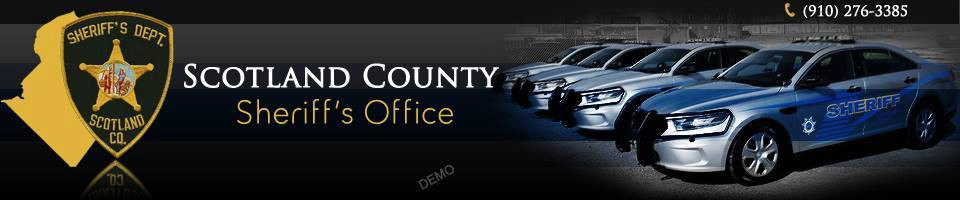 (910) 276-3385
SHERIFF'S DEPT.
SCOTLAND
CO.
SCOTLAND COUNTY
Sheriff's Office
SHERIFF
DEMO